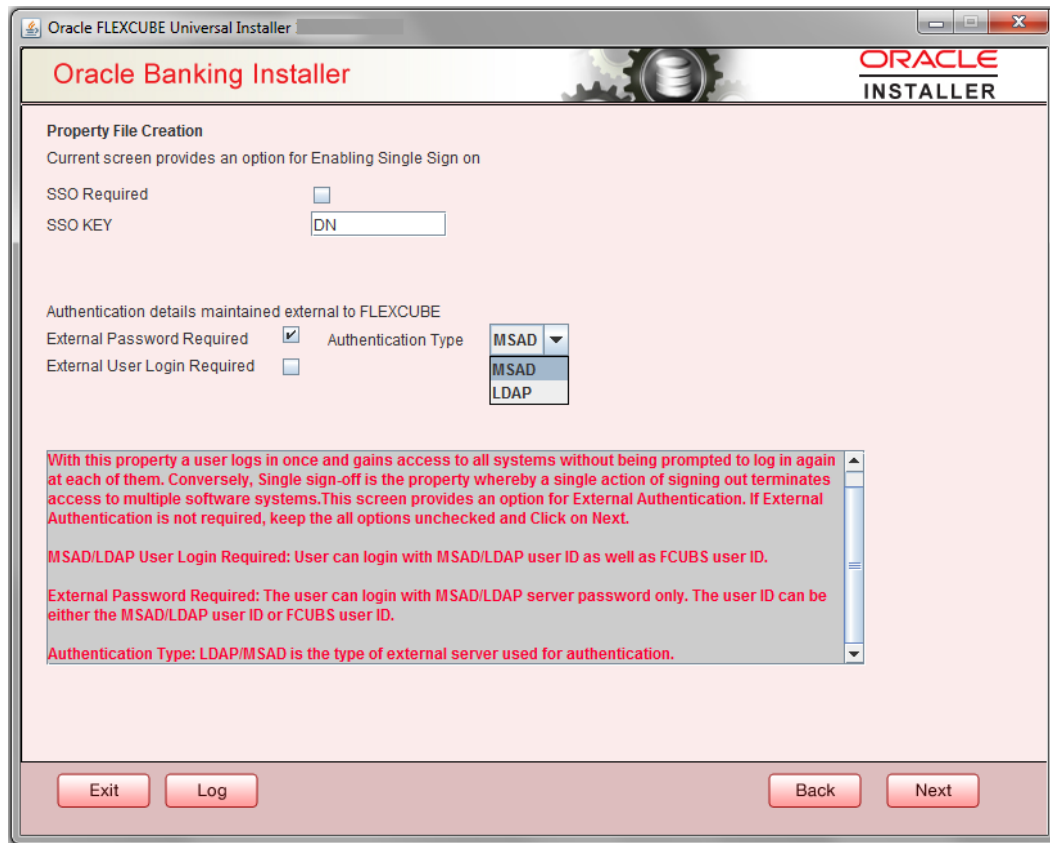 Oracle FLEXCUBE Universal Installer
Oracle Banking Installer
ORACLE
INSTALLER
Property File Creation
Current screen provides an option for Enabling Single Sign on
SSO Required
SSO KEY DN
Authentication details maintained external to FLEXCUBE
External Password Required Authentication Type MSAD
External User Login Required
MSAD
LDAP
With this property a user logs in once and gains access to all systems without being prompted to log in again
at each of them. Conversely, Single sign-off is the property whereby a single action of signing out terminates
access to multiple software systems.This screen provides an option for External Authentication. If External
Authentication is not required, keep the all options unchecked and Click on Next.
MSAD/LDAP User Login Required: User can login with MSAD/LDAP user ID as well as FCUBS user ID.
External Password Required: The user can login with MSAD/LDAP server password only. The user ID can be
either the MSAD/LDAP user ID or FCUBS user ID.
Authentication Type: LDAP/MSAD is the type of external server used for authentication.
Exit Log Back Next